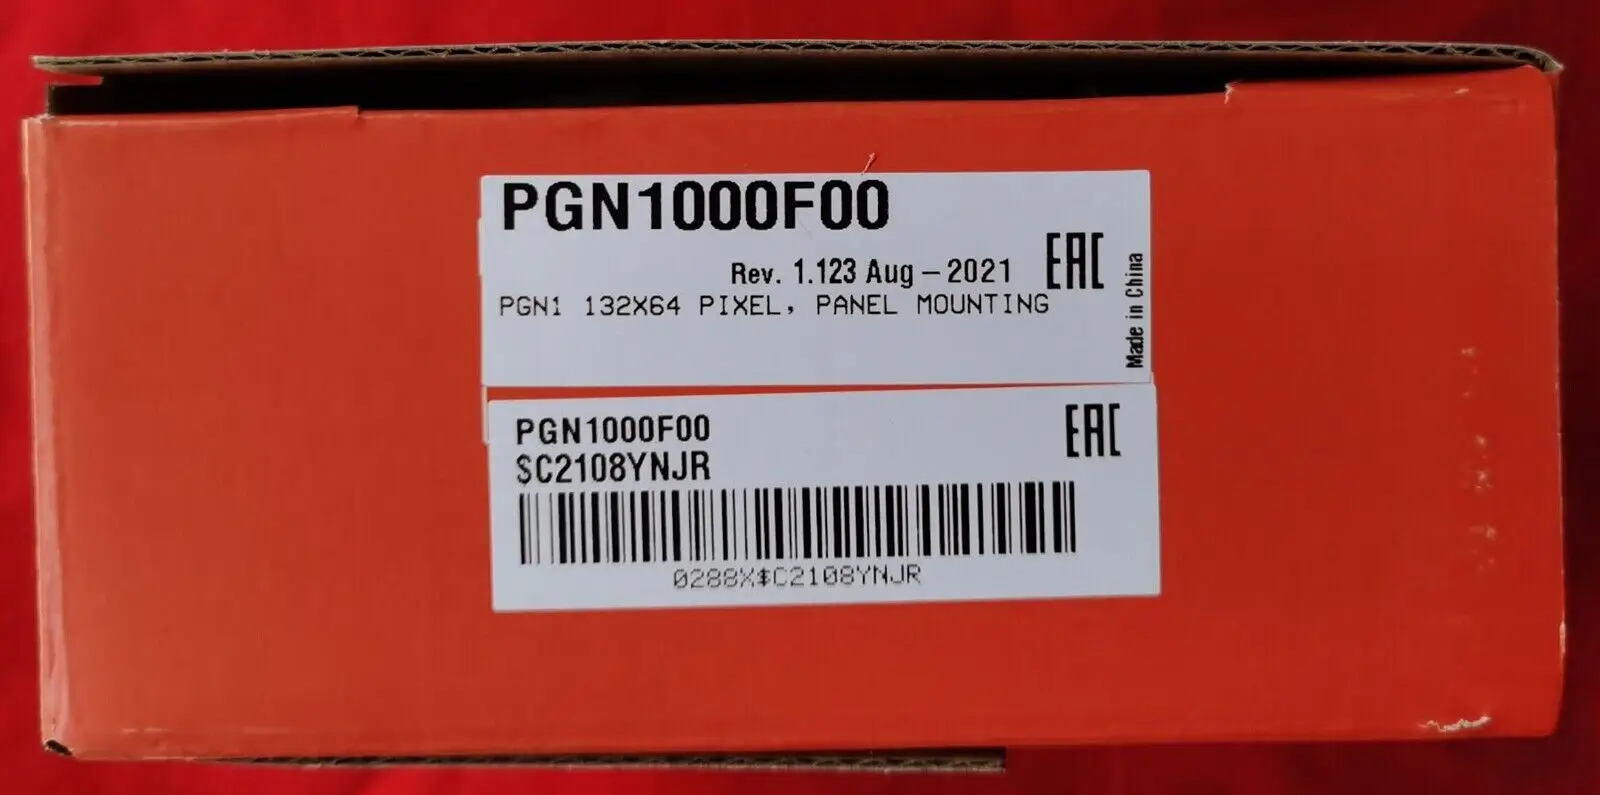 PGN1000F00
Rev. 1.123 Aug – 2021
EAC
PGN1 132X64 PIXEL, PANEL MOUNTING
Made in China
PGN1000F00
EAC
$C2108YNJR
0288X$C2108YNJR